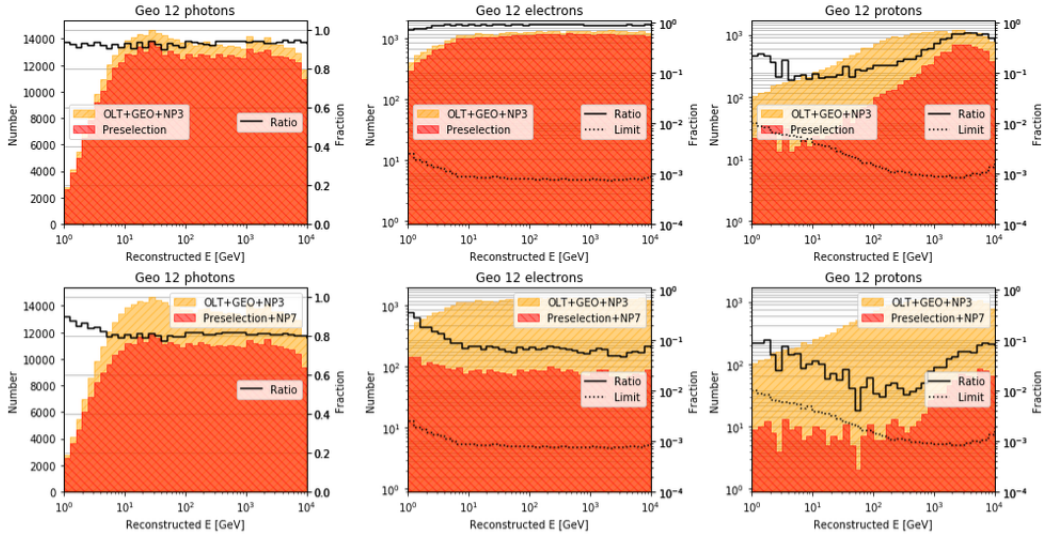 Geo 12 photons
Number
14000
12000
10000
8000
6000
4000
2000
0
OLT+GEO+NP3
Preselection
Ratio
1.0
0.8
0.6
0.4
0.2
0.0
Fraction
10^0 10^1 10^2 10^3 10^4
Reconstructed E [GeV]
Geo 12 electrons
Number
10^3
10^2
10^1
10^0
OLT+GEO+NP3
Preselection
Ratio
Limit
10^0
10^-1
10^-2
10^-3
10^-4
Fraction
10^0 10^1 10^2 10^3 10^4
Reconstructed E [GeV]
Geo 12 protons
Number
10^3
10^2
10^1
10^0
OLT+GEO+NP3
Preselection
Ratio
Limit
10^0
10^-1
10^-2
10^-3
10^-4
Fraction
10^0 10^1 10^2 10^3 10^4
Reconstructed E [GeV]
Geo 12 photons
Number
14000
12000
10000
8000
6000
4000
2000
0
OLT+GEO+NP3
Preselection+NP7
Ratio
1.0
0.8
0.6
0.4
0.2
0.0
Fraction
10^0 10^1 10^2 10^3 10^4
Reconstructed E [GeV]
Geo 12 electrons
Number
10^3
10^2
10^1
10^0
OLT+GEO+NP3
Preselection+NP7
Ratio
Limit
10^0
10^-1
10^-2
10^-3
10^-4
Fraction
10^0 10^1 10^2 10^3 10^4
Reconstructed E [GeV]
Geo 12 protons
Number
10^3
10^2
10^1
10^0
OLT+GEO+NP3
Preselection+NP7
Ratio
Limit
10^0
10^-1
10^-2
10^-3
10^-4
Fraction
10^0 10^1 10^2 10^3 10^4
Reconstructed E [GeV]